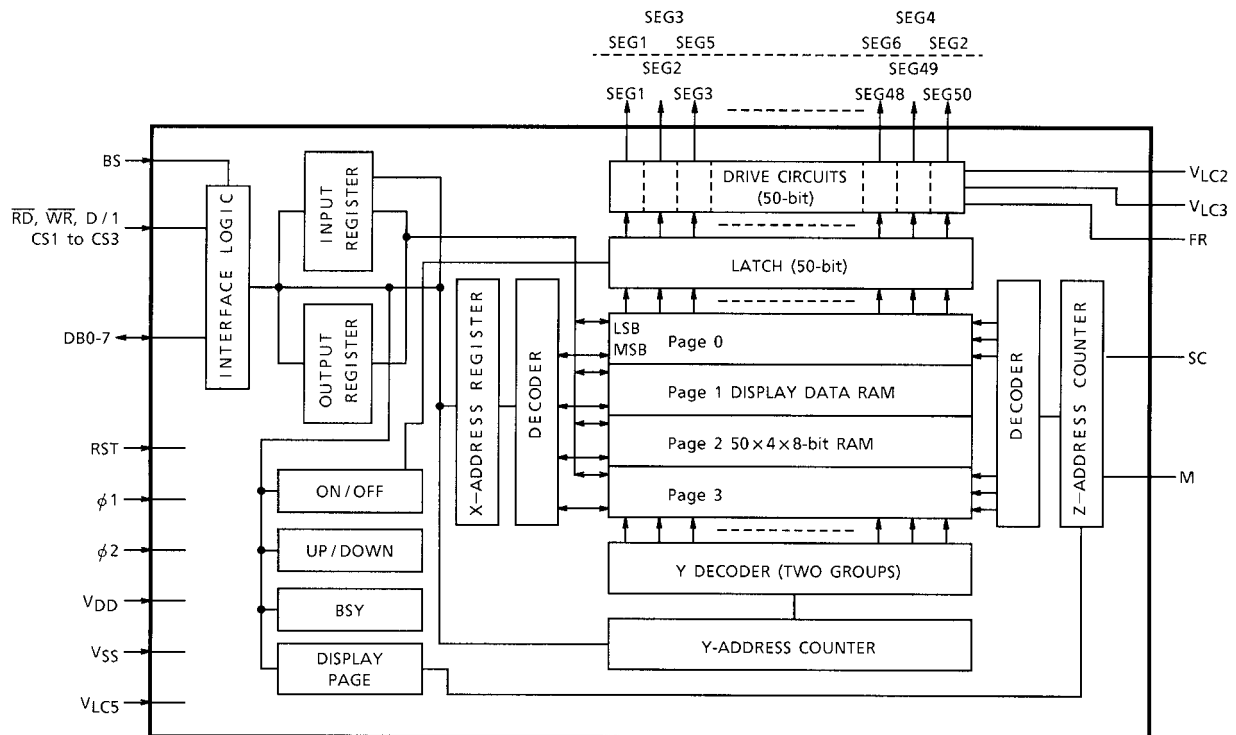 SEG3 SEG4
SEG1 SEG5 SEG6 SEG2
SEG2 SEG49
SEG1 SEG3 SEG48 SEG50
BS
RD, WR, D/1
CS1 to CS3
DB0-7
RST
ϕ1
ϕ2
VDD
VSS
VLC5
INTERFACE LOGIC
INPUT
REGISTER
OUTPUT
REGISTER
ON/OFF
UP/DOWN
BSY
DISPLAY
PAGE
X-ADDRESS REGISTER
DECODER
DRIVE CIRCUITS
(50-bit)
LATCH (50-bit)
LSB
MSB
Page 0
Page 1 DISPLAY DATA RAM
Page 2 50×4×8-bit RAM
Page 3
Y DECODER (TWO GROUPS)
Y-ADDRESS COUNTER
DECODER
Z-ADDRESS COUNTER
VLC2
VLC3
FR
SC
M